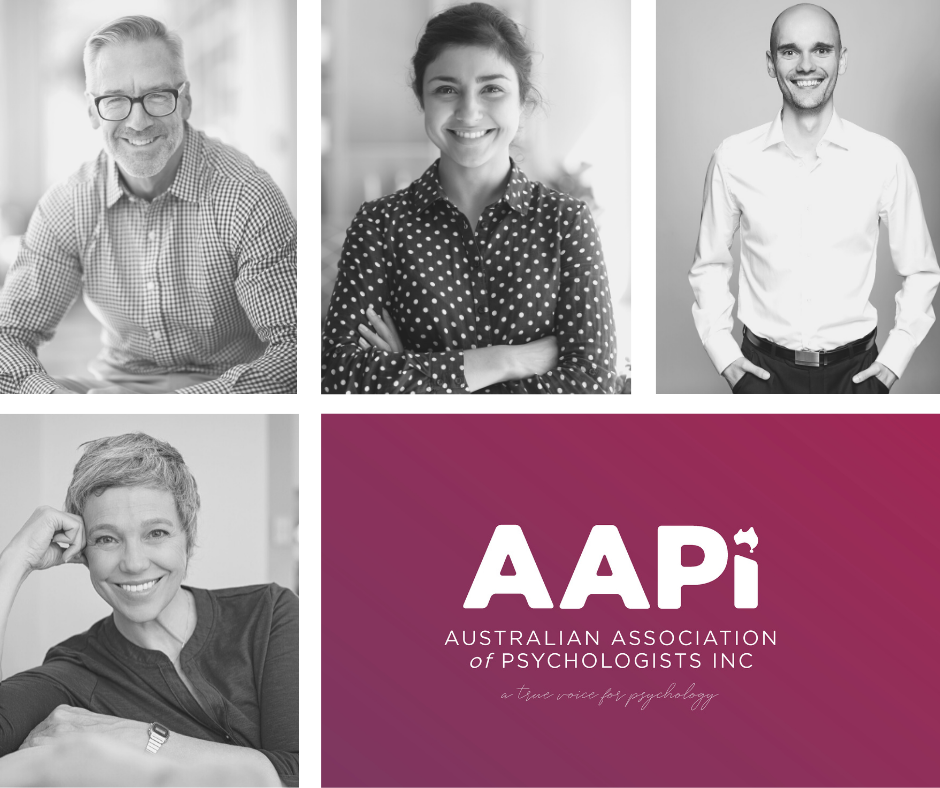 AAPi
AUSTRALIAN ASSOCIATION
of PSYCHOLOGISTS INC
a true voice for psychology